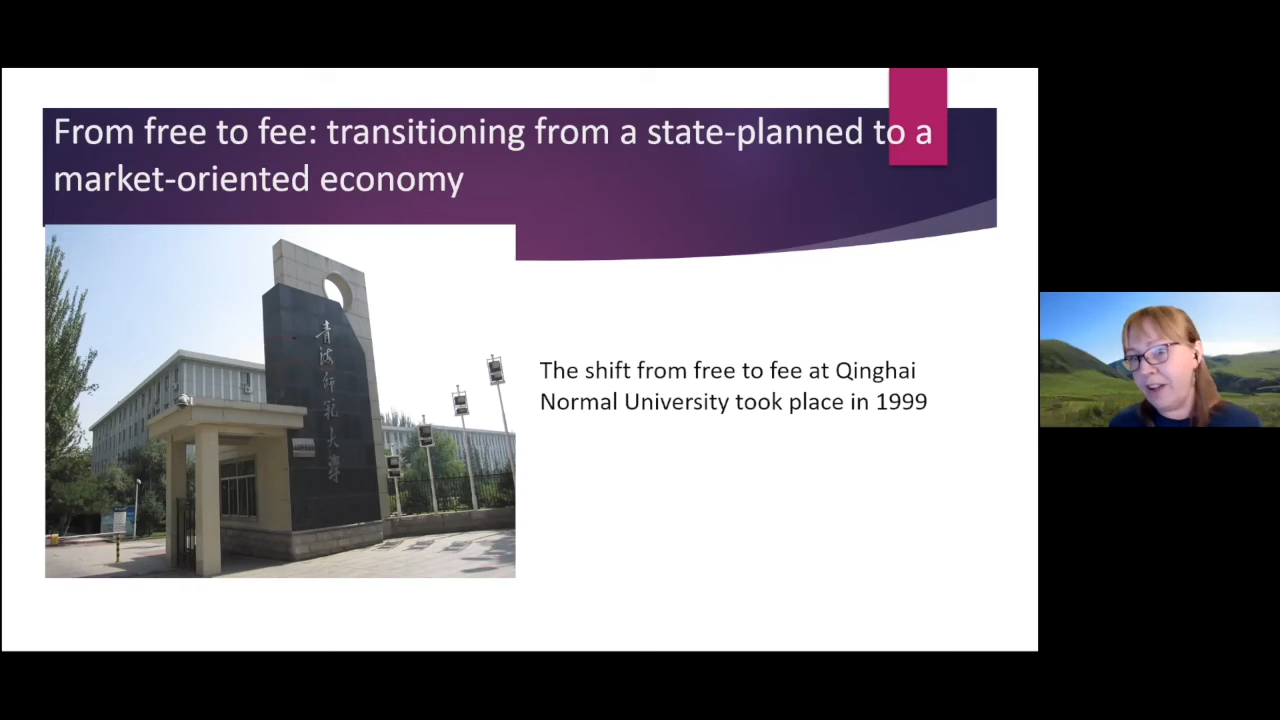 From free to fee: transitioning from a state-planned to a
market-oriented economy
青海师范大学
The shift from free to fee at Qinghai
Normal University took place in 1999